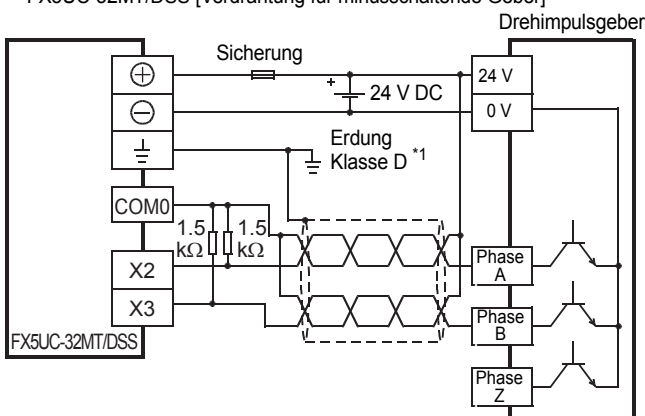 FX5UC-32MT/DSS [Verdrahtung für minusschaltende Geber]
Drehimpulsgeber
Sicherung
24 V
+
24 V DC
0 V
Erdung
Klasse D *1
COM0
1.5
kΩ
1.5
kΩ
X2
X3
Phase
A
Phase
B
Phase
Z
FX5UC-32MT/DSS